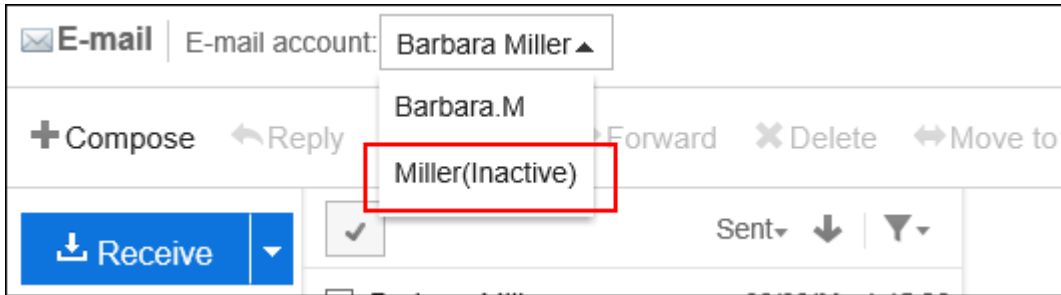 E-mail E-mail account: Barbara Miller
Barbara.M
Compose Reply Forward Delete Move to
Miller(Inactive)
Receive Sent